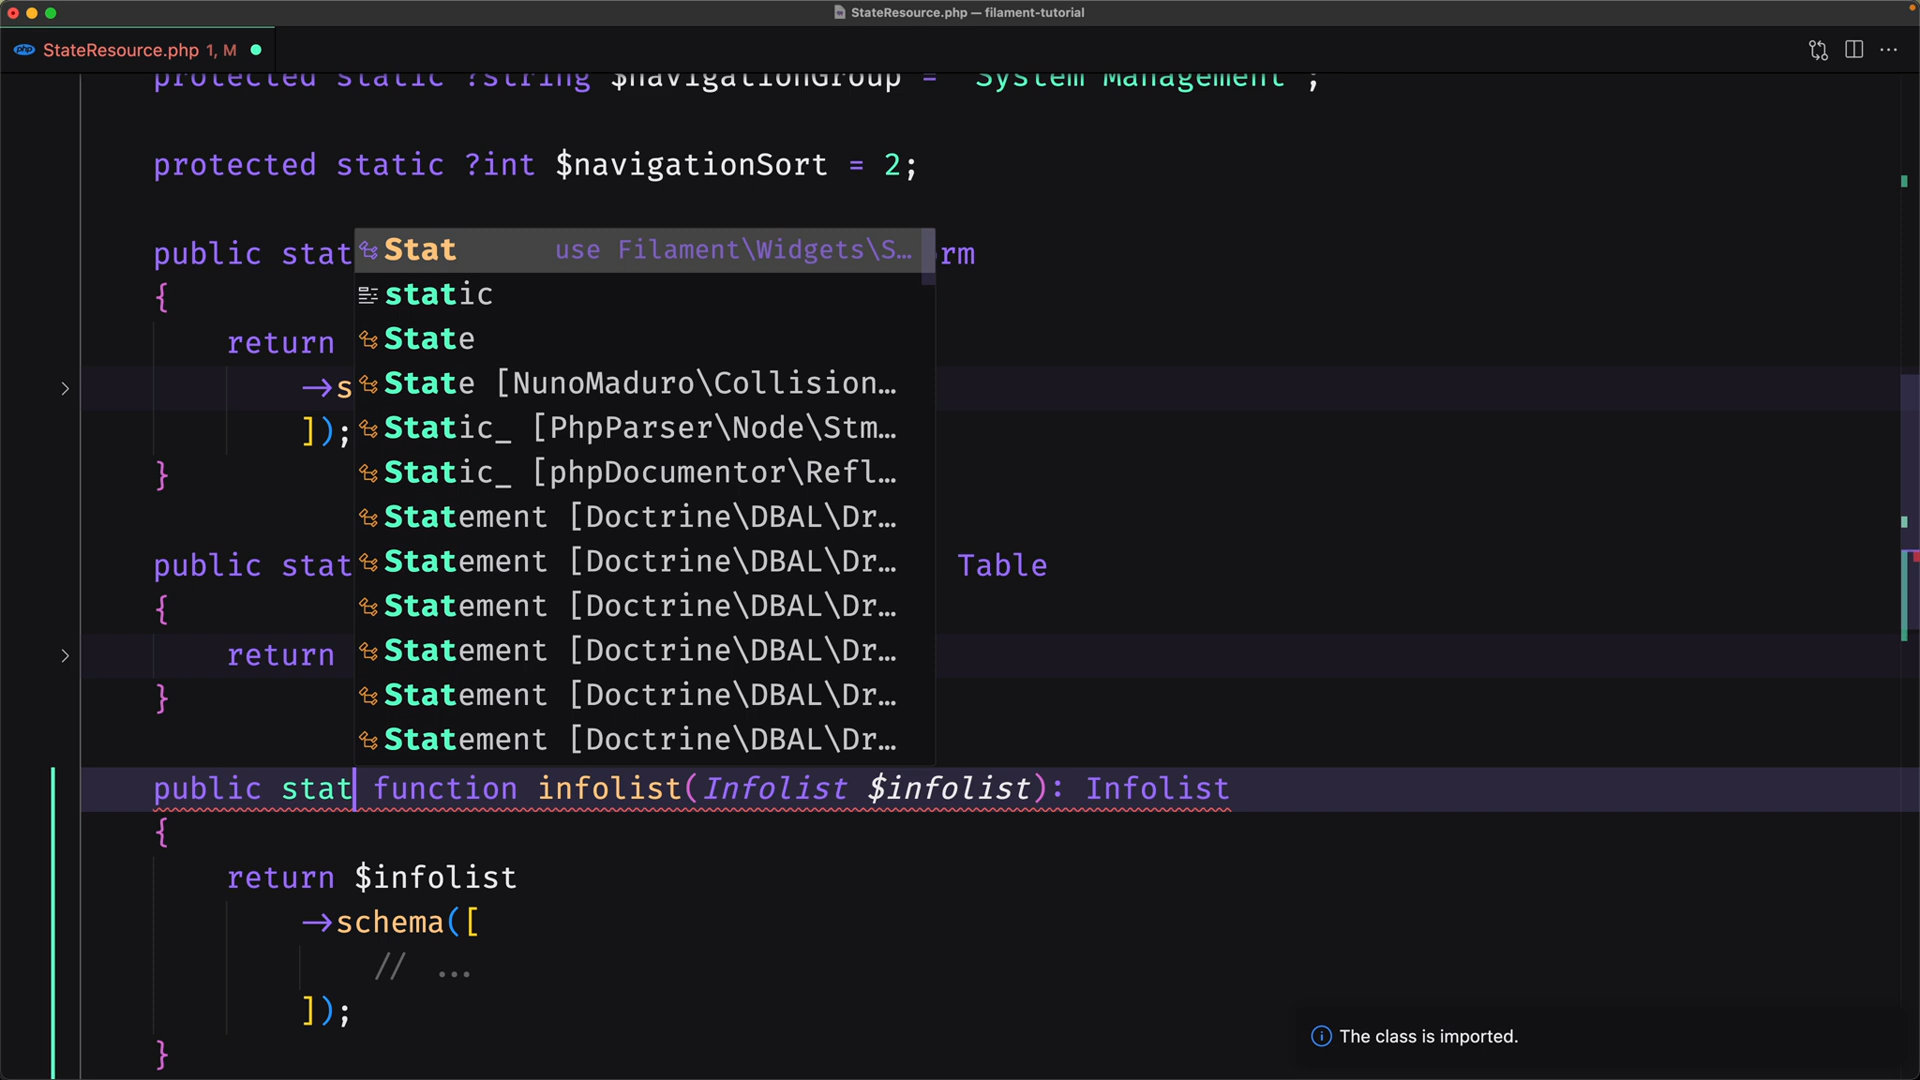 StateResource.php — filament-tutorial
php StateResource.php 1, M
protected static ?string $navigationGroup = 'System Management';
protected static ?int $navigationSort = 2;
public stat rm
{
return
->s
]);
}
Stat use Filament\Widgets\S…
static
State
State [NunoMaduro\Collision…
Static_ [PhpParser\Node\Stm…
Static_ [phpDocumentor\Refl…
Statement [Doctrine\DBAL\Dr…
Statement [Doctrine\DBAL\Dr…
Statement [Doctrine\DBAL\Dr…
Statement [Doctrine\DBAL\Dr…
Statement [Doctrine\DBAL\Dr…
Statement [Doctrine\DBAL\Dr…
public stat Table
{
return
}
public stat function infolist(Infolist $infolist): Infolist
{
return $infolist
->schema([
// ...
]);
}
The class is imported.